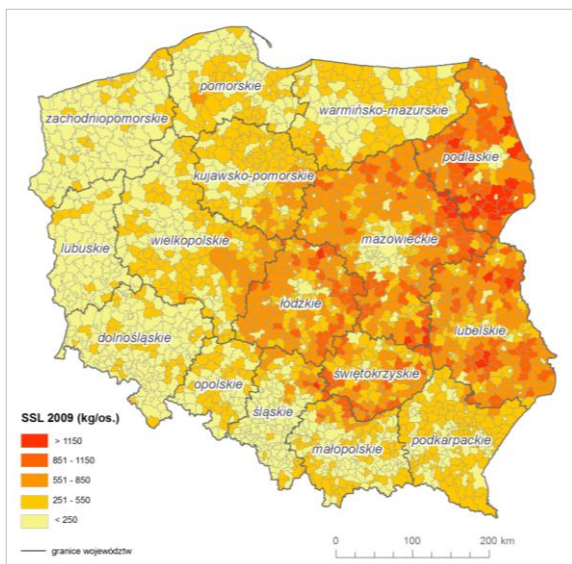 pomorskie
zachodniopomorskie
warmińsko-mazurskie
podlaskie
kujawsko-pomorskie
lubuskie
wielkopolskie
mazowieckie
łódzkie
lubelskie
dolnośląskie
świętokrzyskie
opolskie
śląskie
małopolskie
podkarpackie
SSL 2009 (kg/os.)
> 1150
851 - 1150
551 - 850
251 - 550
< 250
granice województw
0 100 200 km